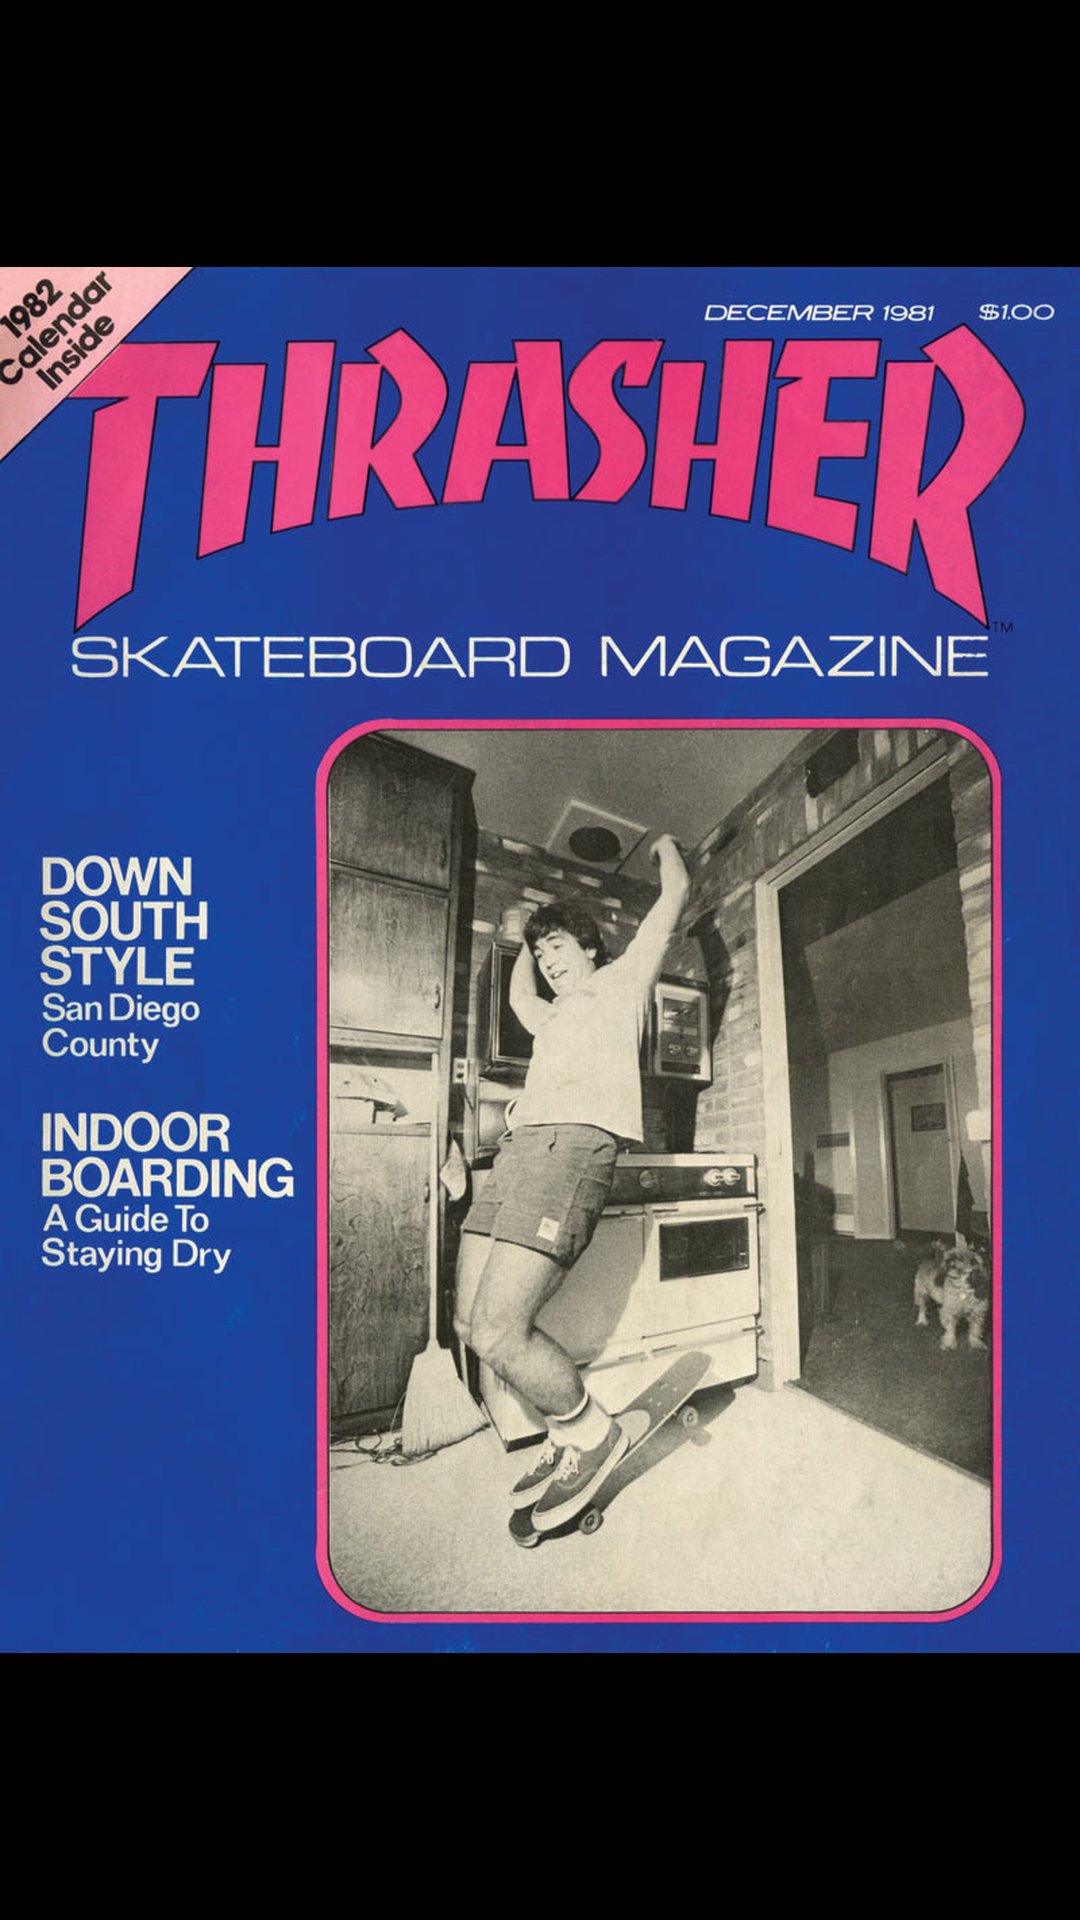 1982
Calendar
Inside
DECEMBER 1981 $1.00
THRASHER
TM
SKATEBOARD MAGAZINE
DOWN
SOUTH
STYLE
San Diego
County
INDOOR
BOARDING
A Guide To
Staying Dry